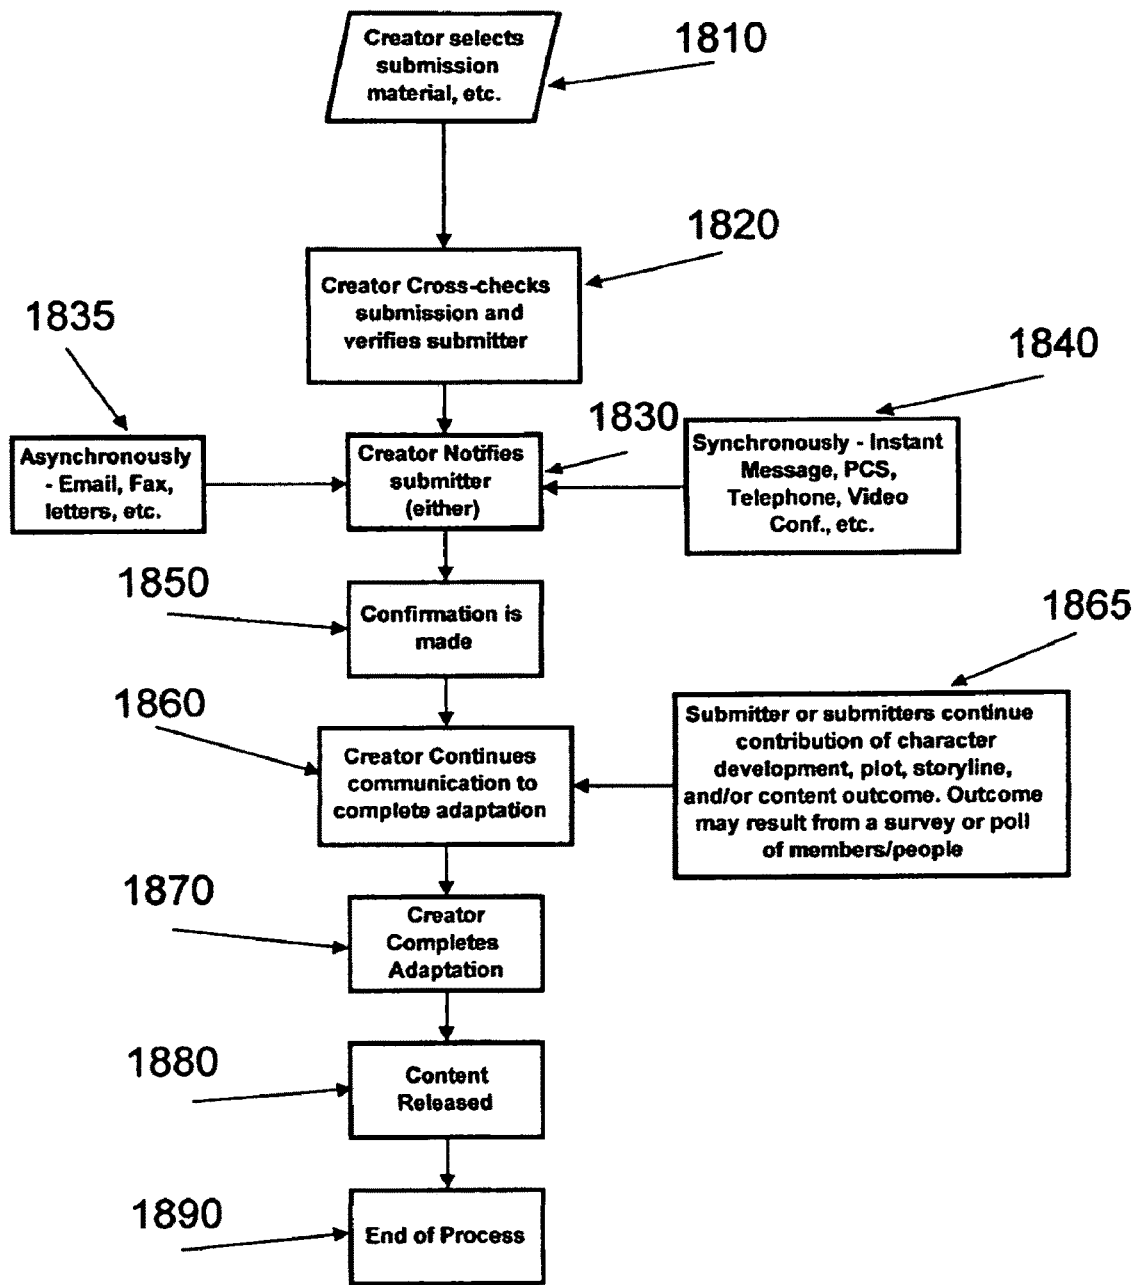 Creator selects
submission
material, etc.
1810
1820
Creator Cross-checks
submission and
verifies submitter
1835
1840
1830
Asynchronously
- Email, Fax,
letters, etc.
Creator Notifies
submitter
(either)
Synchronously - Instant
Message, PCS,
Telephone, Video
Conf., etc.
1850
Confirmation is
made
1865
1860
Creator Continues
communication to
complete adaptation
Submitter or submitters continue
contribution of character
development, plot, storyline,
and/or content outcome. Outcome
may result from a survey or poll
of members/people
1870
Creator
Completes
Adaptation
1880
Content
Released
1890
End of Process